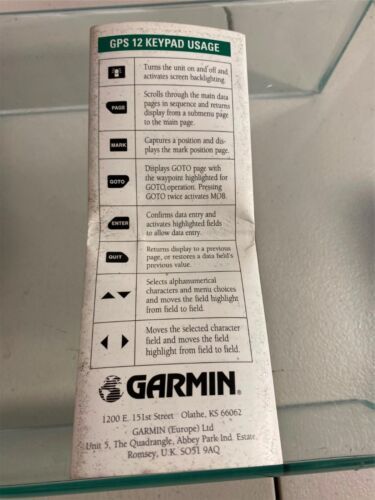 GPS 12 KEYPAD USAGE
Turns the unit on and off and
activates screen backlighting.
PAGE
Scrolls through the main data
pages in sequence and returns
display from a submenu page
to the main page.
MARK
Captures a position and dis-
plays the mark position page.
GOTO
Displays GOTO page with
the waypoint highlighted for
GOTO operation. Pressing
GOTO twice activates MOB.
ENTER
Confirms data entry and
activates highlighted fields
to allow data entry.
QUIT
Returns display to a previous
page, or restores a data field's
previous value.
Selects alphanumerical
characters and menu choices
and moves the field highlight
from field to field.
Moves the selected character
field and moves the field
highlight from field to field.
GARMIN
1200 E. 151st Street Olathe, KS 66062
GARMIN (Europe) Ltd
Unit 5, The Quadrangle, Abbey Park Ind. Estate
Romsey, U.K. SO51 9AQ